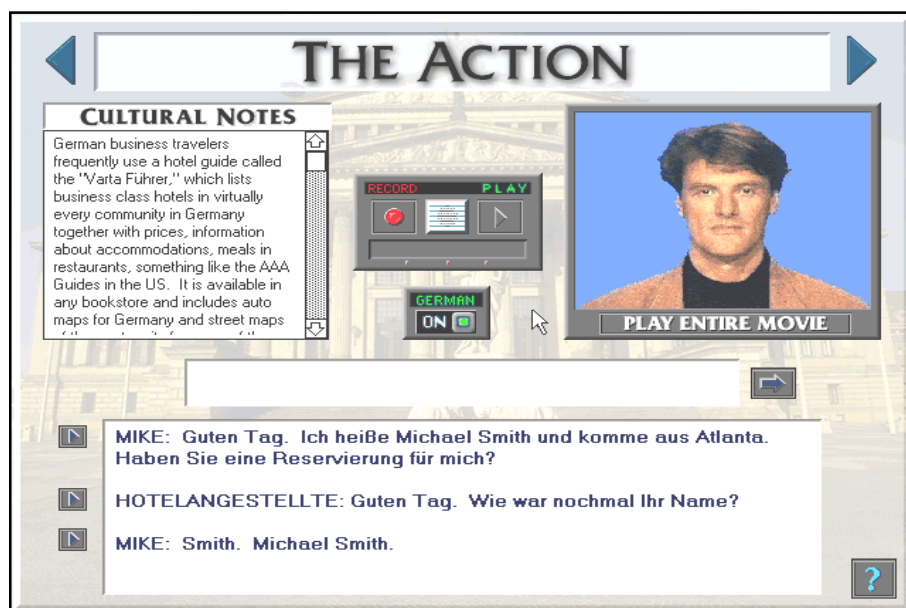 THE ACTION
CULTURAL NOTES
German business travelers
frequently use a hotel guide called
the "Varta Führer," which lists
business class hotels in virtually
every community in Germany
together with prices, information
about accommodations, meals in
restaurants, something like the AAA
Guides in the US.  It is available in
any bookstore and includes auto
maps for Germany and street maps
RECORD PLAY
GERMAN
ON
PLAY ENTIRE MOVIE
MIKE:  Guten Tag.  Ich heiße Michael Smith und komme aus Atlanta.
Haben Sie eine Reservierung für mich?
HOTELANGESTELLTE: Guten Tag.  Wie war nochmal Ihr Name?
MIKE:  Smith.  Michael Smith.
?